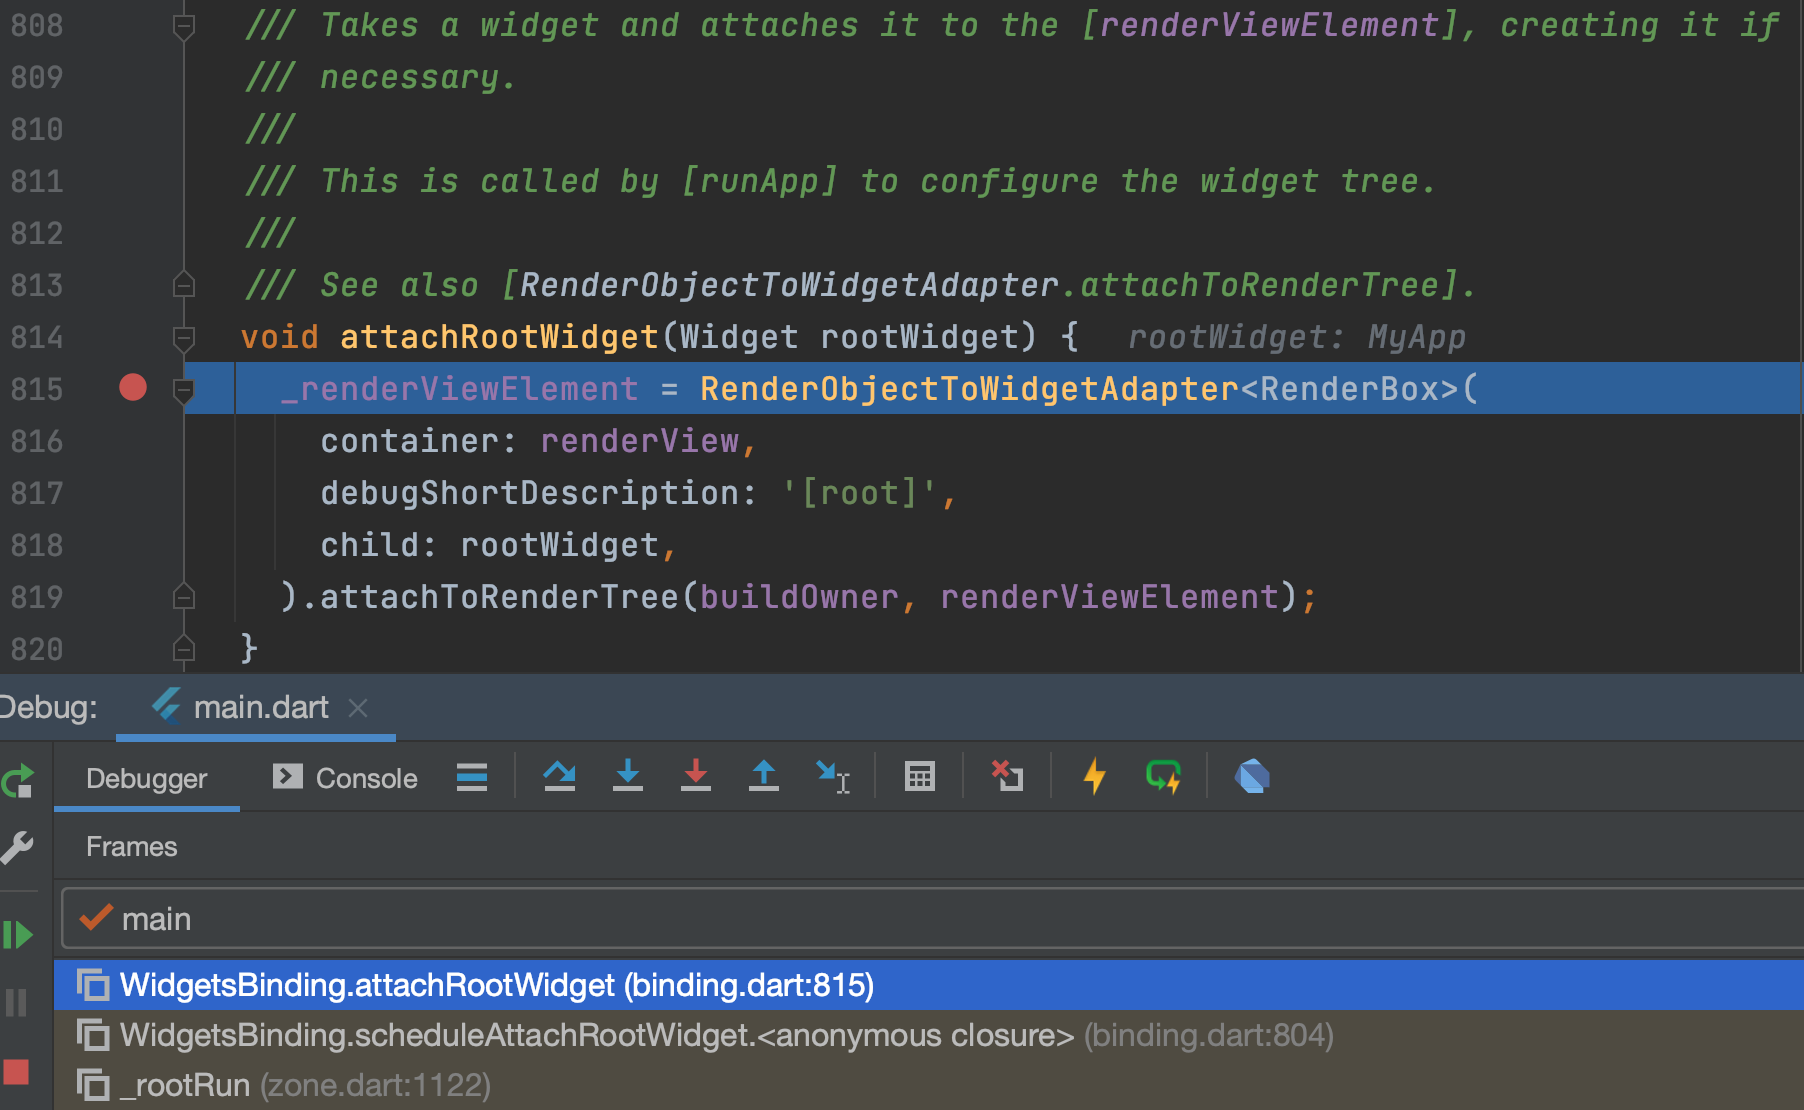 808 /// Takes a widget and attaches it to the [renderViewElement], creating it if
809 /// necessary.
810 ///
811 /// This is called by [runApp] to configure the widget tree.
812 ///
813 /// See also [RenderObjectToWidgetAdapter.attachToRenderTree].
814 void attachRootWidget(Widget rootWidget) { rootWidget: MyApp
815 _renderViewElement = RenderObjectToWidgetAdapter<RenderBox>(
816 container: renderView,
817 debugShortDescription: '[root]',
818 child: rootWidget,
819 ).attachToRenderTree(buildOwner, renderViewElement);
820 }
Debug: main.dart
Debugger Console
Frames
main
WidgetsBinding.attachRootWidget (binding.dart:815)
WidgetsBinding.scheduleAttachRootWidget.<anonymous closure> (binding.dart:804)
_rootRun (zone.dart:1122)